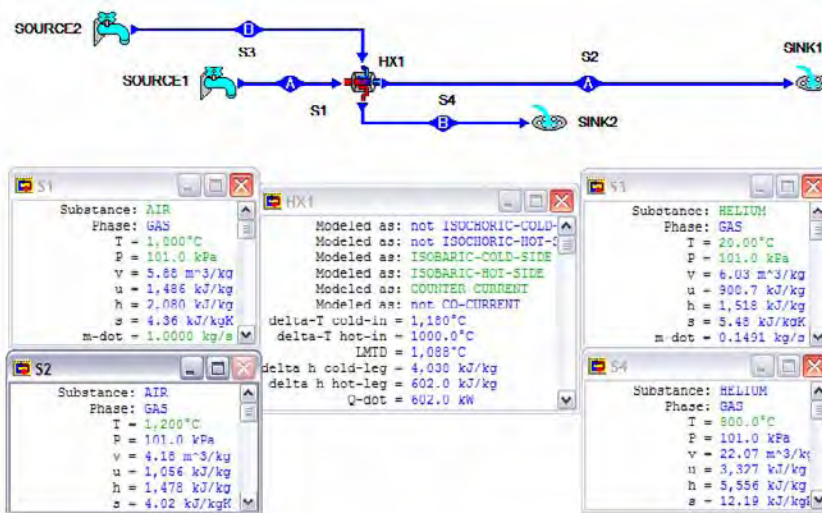 SOURCE2
B
S3
SOURCE1
A
S1
HX1
S2
A
SINK1
S4
B
SINK2
S1
Substance: AIR
Phase: GAS
T = 1,800°C
P = 101.0 kPa
v = 5.88 m^3/kg
u = 1,486 kJ/kg
h = 2,080 kJ/kg
s = 4.36 kJ/kgK
m-dot = 1.0000 kg/s
S2
Substance: AIR
Phase: GAS
T = 1,200°C
P = 101.0 kPa
v = 4.18 m^3/kg
u = 1,056 kJ/kg
h = 1,478 kJ/kg
s = 4.02 kJ/kgK
HX1
Modeled as: not ISOCHORIC-COLD-
Modeled as: not ISOCHORIC-HOT-S
Modeled as: ISOBARIC-COLD-SIDE
Modeled as: ISOBARIC-HOT-SIDE
Modeled as: COUNTER CURRENT
Modeled as: not CO-CURRENT
delta-T cold-in = 1,180°C
delta-T hot-in = 1000.0°C
LMTD = 1,088°C
delta h cold-leg = 4,038 kJ/kg
delta h hot-leg = 602.0 kJ/kg
Q-dot = 602.0 kW
S3
Substance: HELIUM
Phase: GAS
T = 20.00°C
P = 101.0 kPa
v = 6.03 m^3/kg
u = 908.7 kJ/kg
h = 1,518 kJ/kg
s = 5.48 kJ/kgK
m-dot = 0.1491 kg/s
S4
Substance: HELIUM
Phase: GAS
T = 800.0°C
P = 101.0 kPa
v = 22.07 m^3/kg
u = 3,327 kJ/kg
h = 5,556 kJ/kg
s = 12.19 kJ/kgK